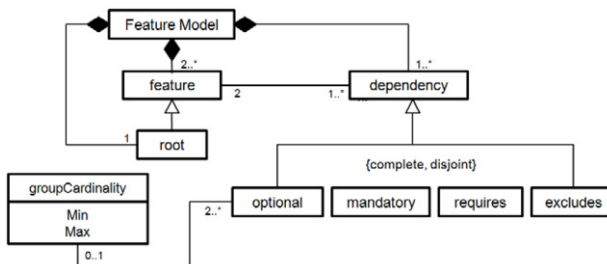 Feature Model
2..*
1..*
feature
2
1..*
dependency
1
root
{complete, disjoint}
groupCardinality
Min
Max
0..1
2..*
optional
mandatory
requires
excludes